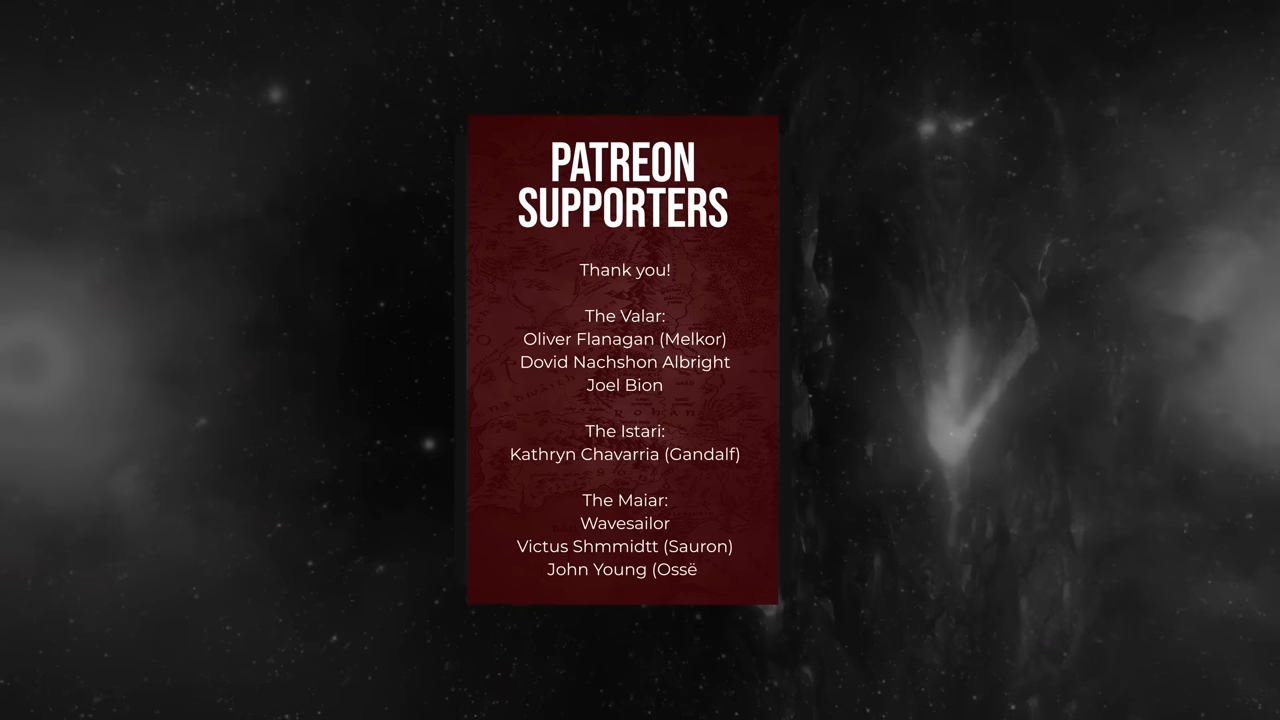 PATREON
SUPPORTERS
Thank you!
The Valar:
Oliver Flanagan (Melkor)
Dovid Nachshon Albright
Joel Bion
The Istari:
Kathryn Chavarria (Gandalf)
The Maiar:
Wavesailor
Victus Shmmidtt (Sauron)
John Young (Ossë
ROHAN